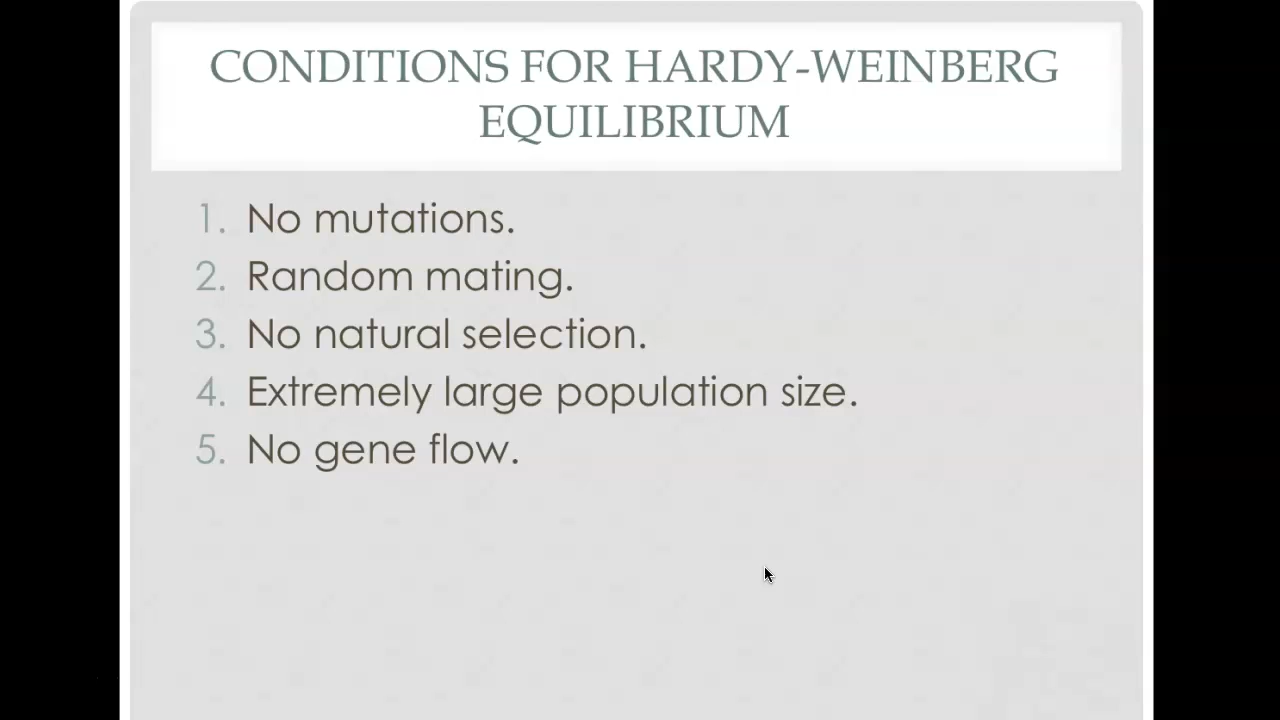 CONDITIONS FOR HARDY-WEINBERG
EQUILIBRIUM
1. No mutations.
2. Random mating.
3. No natural selection.
4. Extremely large population size.
5. No gene flow.